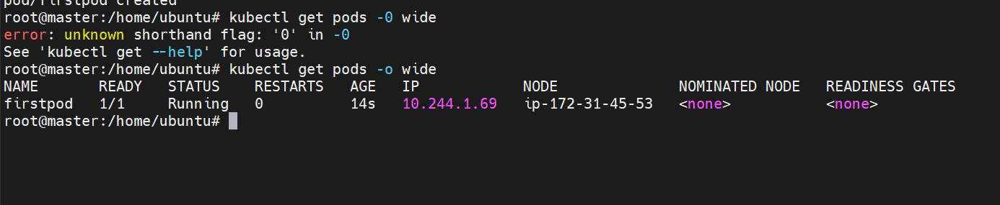 pod/firstpod created
root@master:/home/ubuntu# kubectl get pods -0 wide
error: unknown shorthand flag: '0' in -0
See 'kubectl get --help' for usage.
root@master:/home/ubuntu# kubectl get pods -o wide
NAME READY STATUS RESTARTS AGE IP NODE NOMINATED NODE READINESS GATES
firstpod 1/1 Running 0 14s 10.244.1.69 ip-172-31-45-53 <none> <none>
root@master:/home/ubuntu#